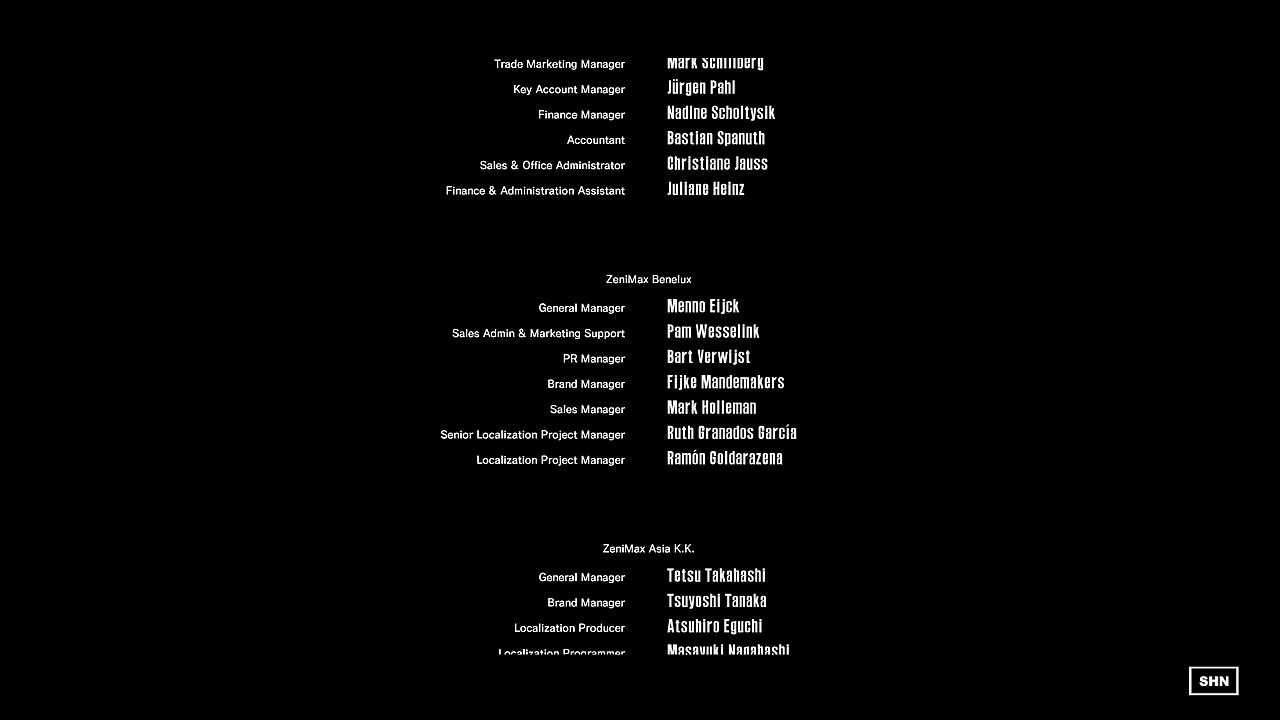 Trade Marketing Manager Mark Schillberg
Key Account Manager Jürgen Pahl
Finance Manager Nadine Scholtysik
Accountant Bastian Spanuth
Sales & Office Administrator Christiane Jauss
Finance & Administration Assistant Juliane Heinz
ZeniMax Benelux
General Manager Menno Eijck
Sales Admin & Marketing Support Pam Wesselink
PR Manager Bart Verwijst
Brand Manager Fijke Mandemakers
Sales Manager Mark Holleman
Senior Localization Project Manager Ruth Granados García
Localization Project Manager Ramón Goldarazena
ZeniMax Asia K.K.
General Manager Tetsu Takahashi
Brand Manager Tsuyoshi Tanaka
Localization Producer Atsuhiro Eguchi
Localization Programmer Masayuki Nagahashi
SHN